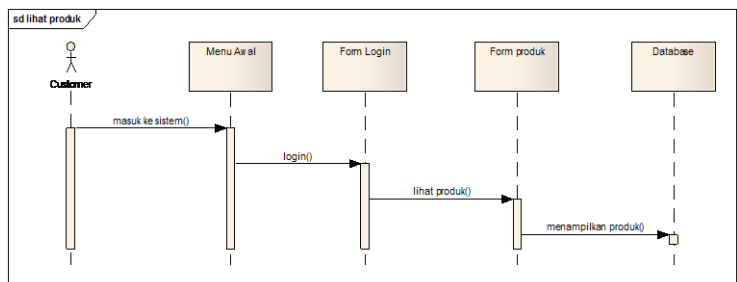 sd lihat produk
Menu Awal
Form Login
Form produk
Database
Customer
masuk ke sistem()
login()
lihat produk()
menampilkan produk()